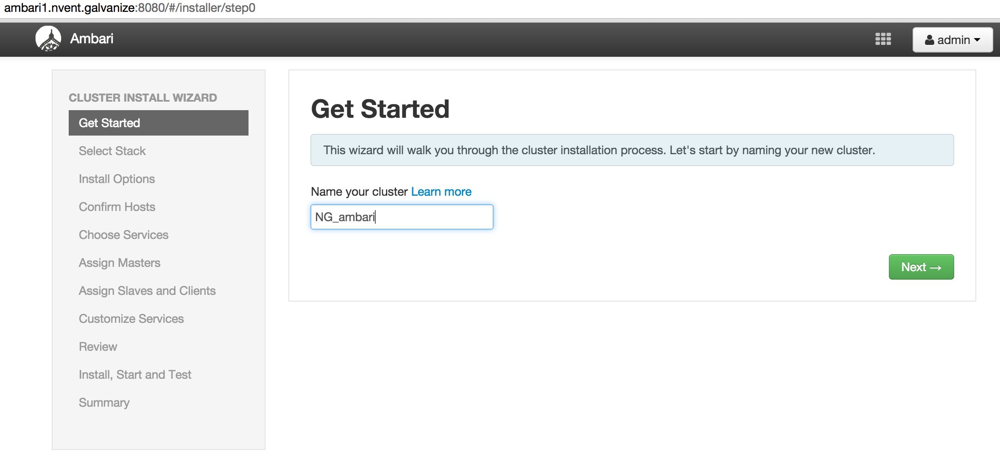 ambari1.nvent.galvanize:8080/#/installer/step0
Ambari
admin
CLUSTER INSTALL WIZARD
Get Started
Select Stack
Install Options
Confirm Hosts
Choose Services
Assign Masters
Assign Slaves and Clients
Customize Services
Review
Install, Start and Test
Summary
Get Started
This wizard will walk you through the cluster installation process. Let's start by naming your new cluster.
Name your cluster Learn more
NG_ambari
Next →